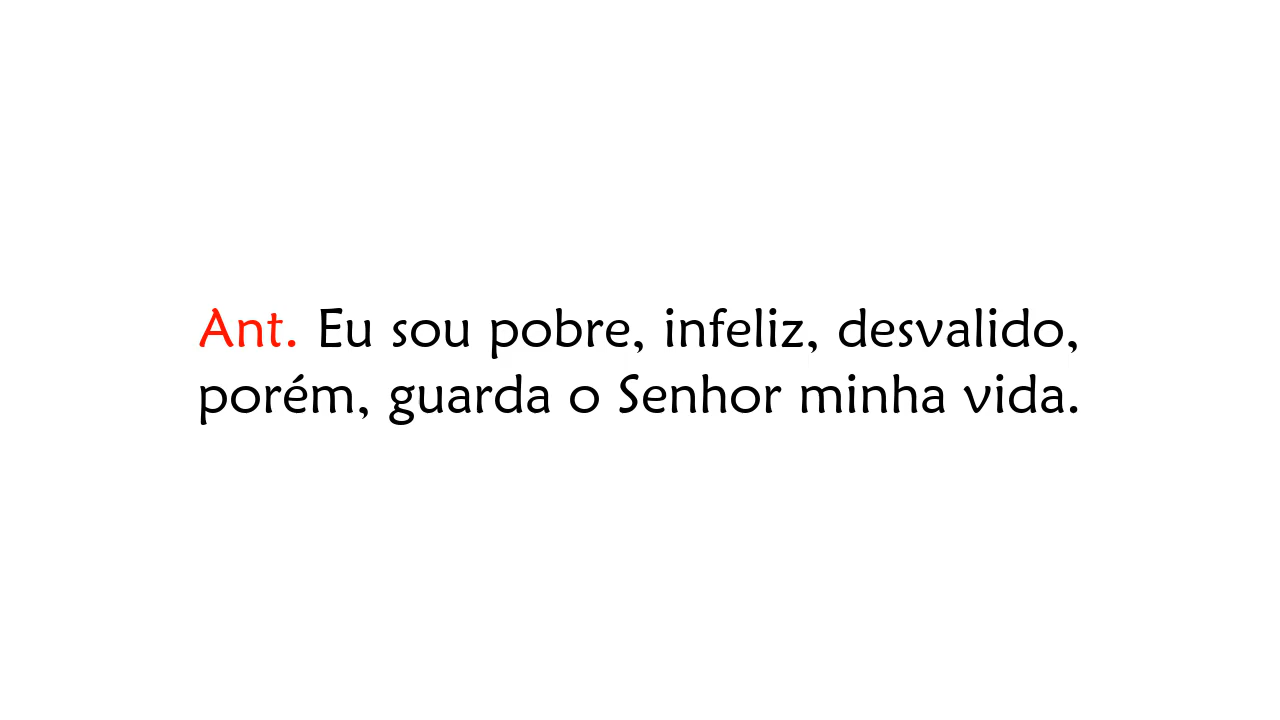 Ant. Eu sou pobre, infeliz, desvalido,
porém, guarda o Senhor minha vida.